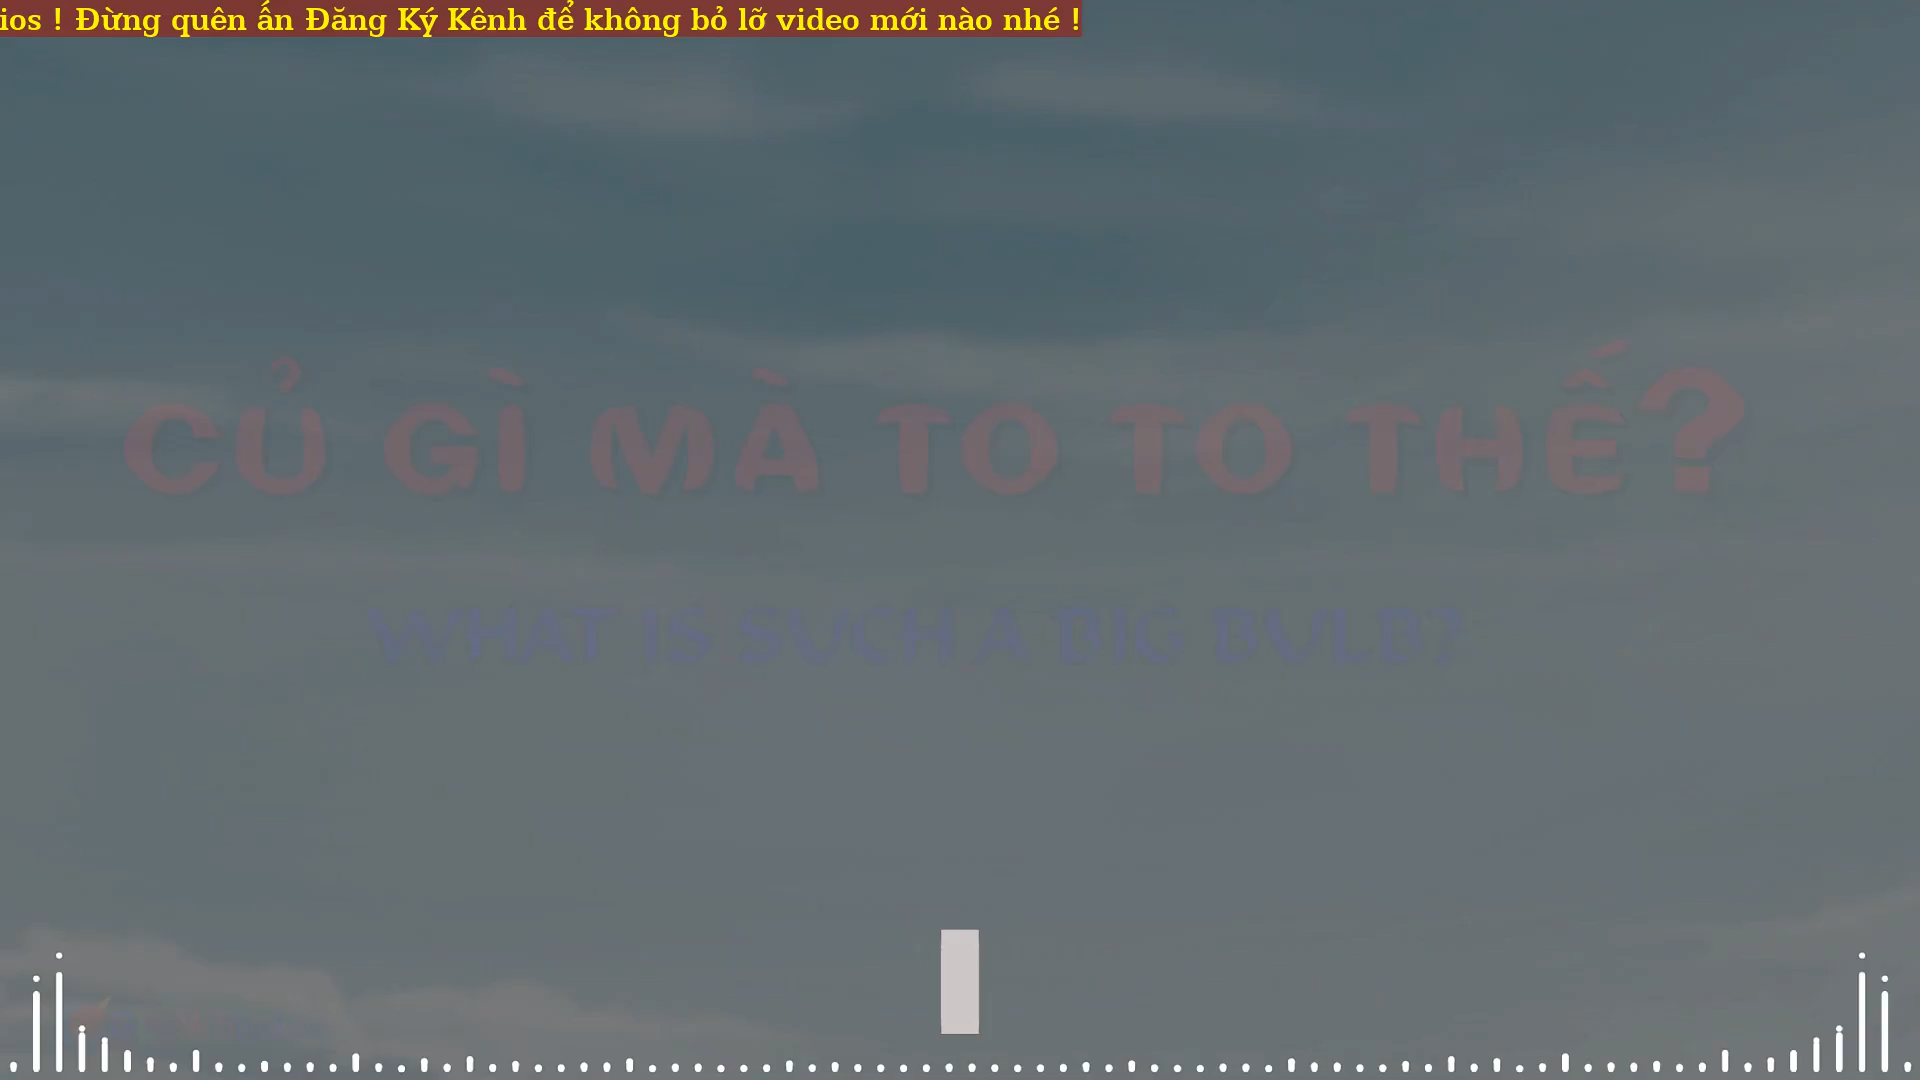 ios ! Đừng quên ấn Đăng Ký Kênh để không bỏ lỡ video mới nào nhé !
CỦ GÌ MÀ TO TO THẾ?
WHAT IS SUCH A BIG BULB?